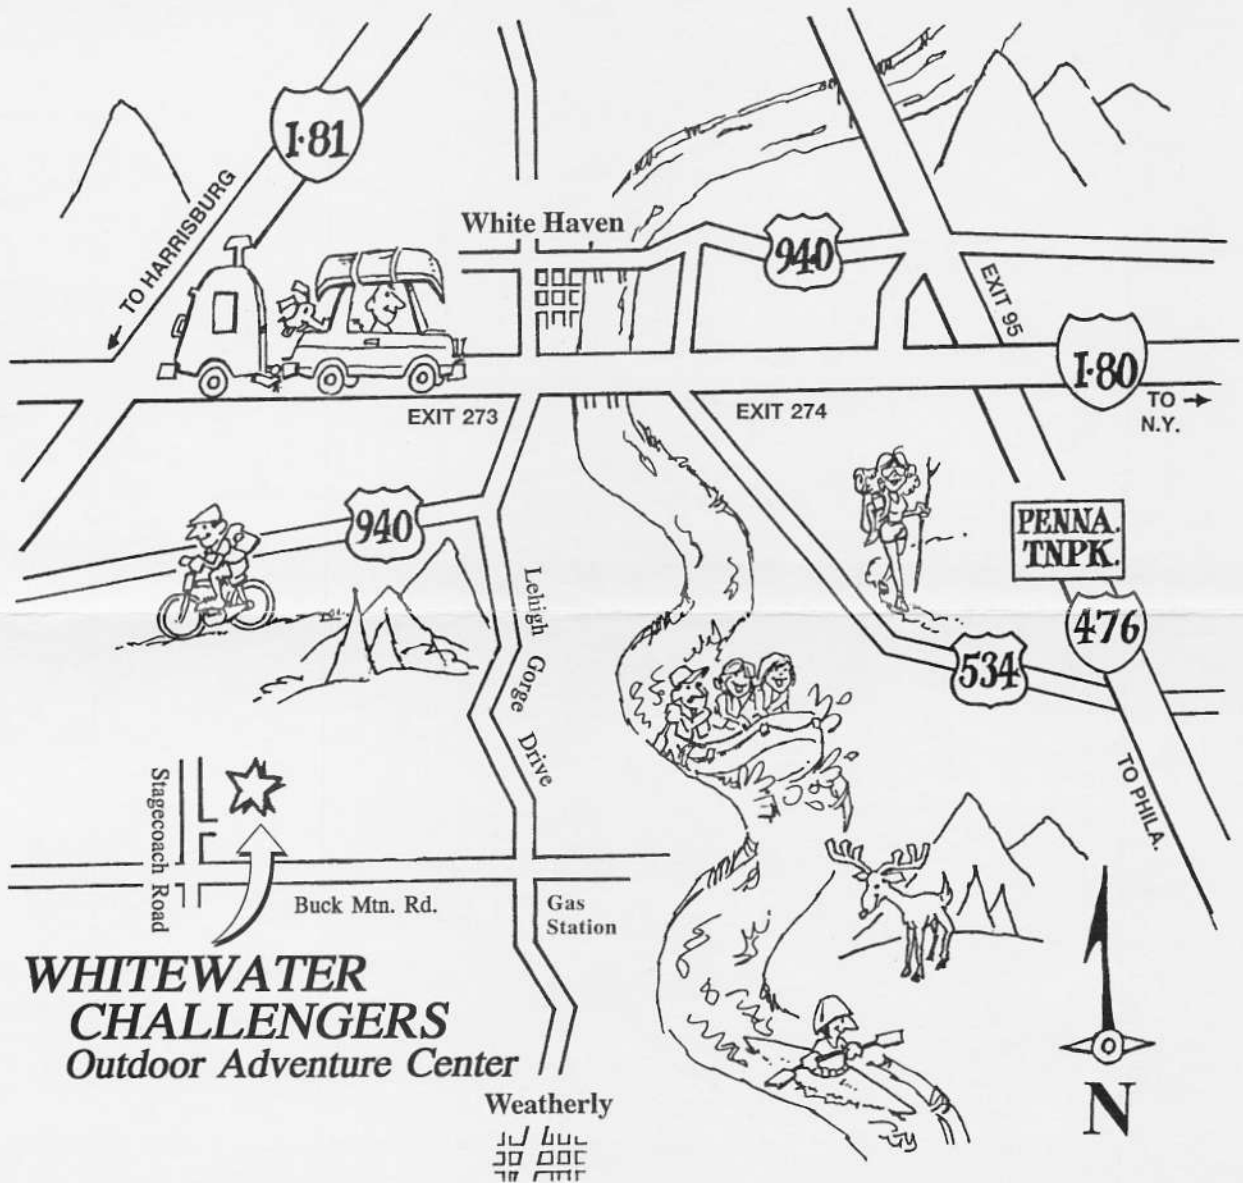 I-81
TO HARRISBURG
White Haven
940
EXIT 95
I-80
TO
N.Y.
EXIT 273
EXIT 274
940
PENNA.
TNPK.
476
534
Lehigh Gorge Drive
TO PHILA.
Stagecoach Road
Buck Mtn. Rd.
Gas
Station
WHITEWATER
CHALLENGERS
Outdoor Adventure Center
Weatherly
N